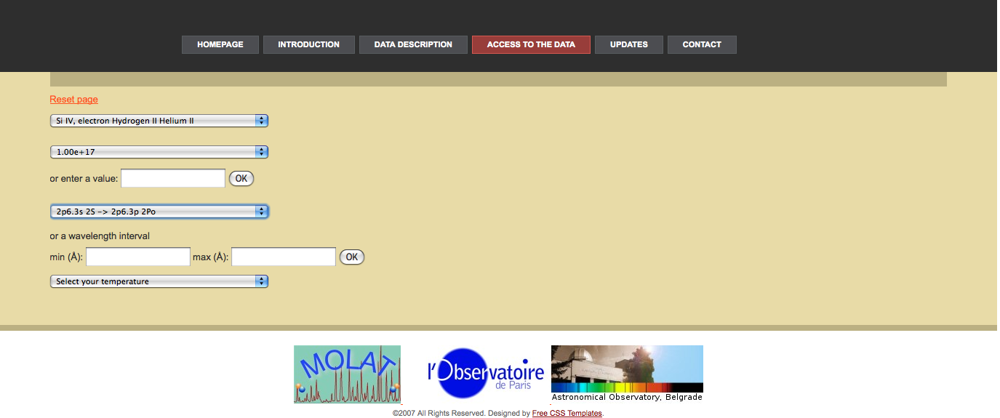 HOMEPAGE INTRODUCTION DATA DESCRIPTION ACCESS TO THE DATA UPDATES CONTACT
Reset page
Si IV, electron Hydrogen II Helium II
1.00e+17
or enter a value: OK
2p6.3s 2S -> 2p6.3p 2Po
or a wavelength interval
min (Å): max (Å): OK
Select your temperature
MOLAT
l'Observatoire
de Paris
Astronomical Observatory, Belgrade
©2007 All Rights Reserved. Designed by Free CSS Templates.